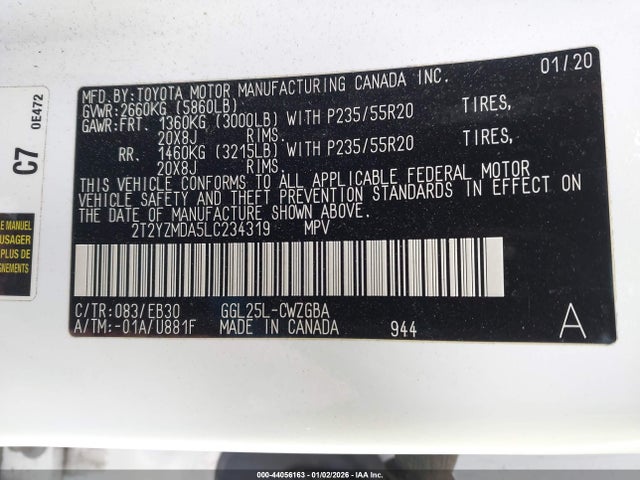 MFD. BY: TOYOTA MOTOR MANUFACTURING CANADA INC. 01/20
GVWR: 2660KG (5860LB)
GAWR: FRT. 1360KG (3000LB) WITH P235/55R20 TIRES,
20X8J RIMS.
RR. 1460KG (3215LB) WITH P235/55R20 TIRES,
20X8J RIMS.
THIS VEHICLE CONFORMS TO ALL APPLICABLE FEDERAL MOTOR
VEHICLE SAFETY AND THEFT PREVENTION STANDARDS IN EFFECT ON
THE DATE OF MANUFACTURE SHOWN ABOVE.
2T2YZMDA5LC234319 MPV
C/TR: 083/EB30 GGL25L-CWZGBA
A/TM: -01A/U881F MADE IN CANADA 944 A
C7 0E472
E MANUEL
USAGER
DE
GNEMENTS
000-44056163 - 01/02/2026 - IAA Inc.